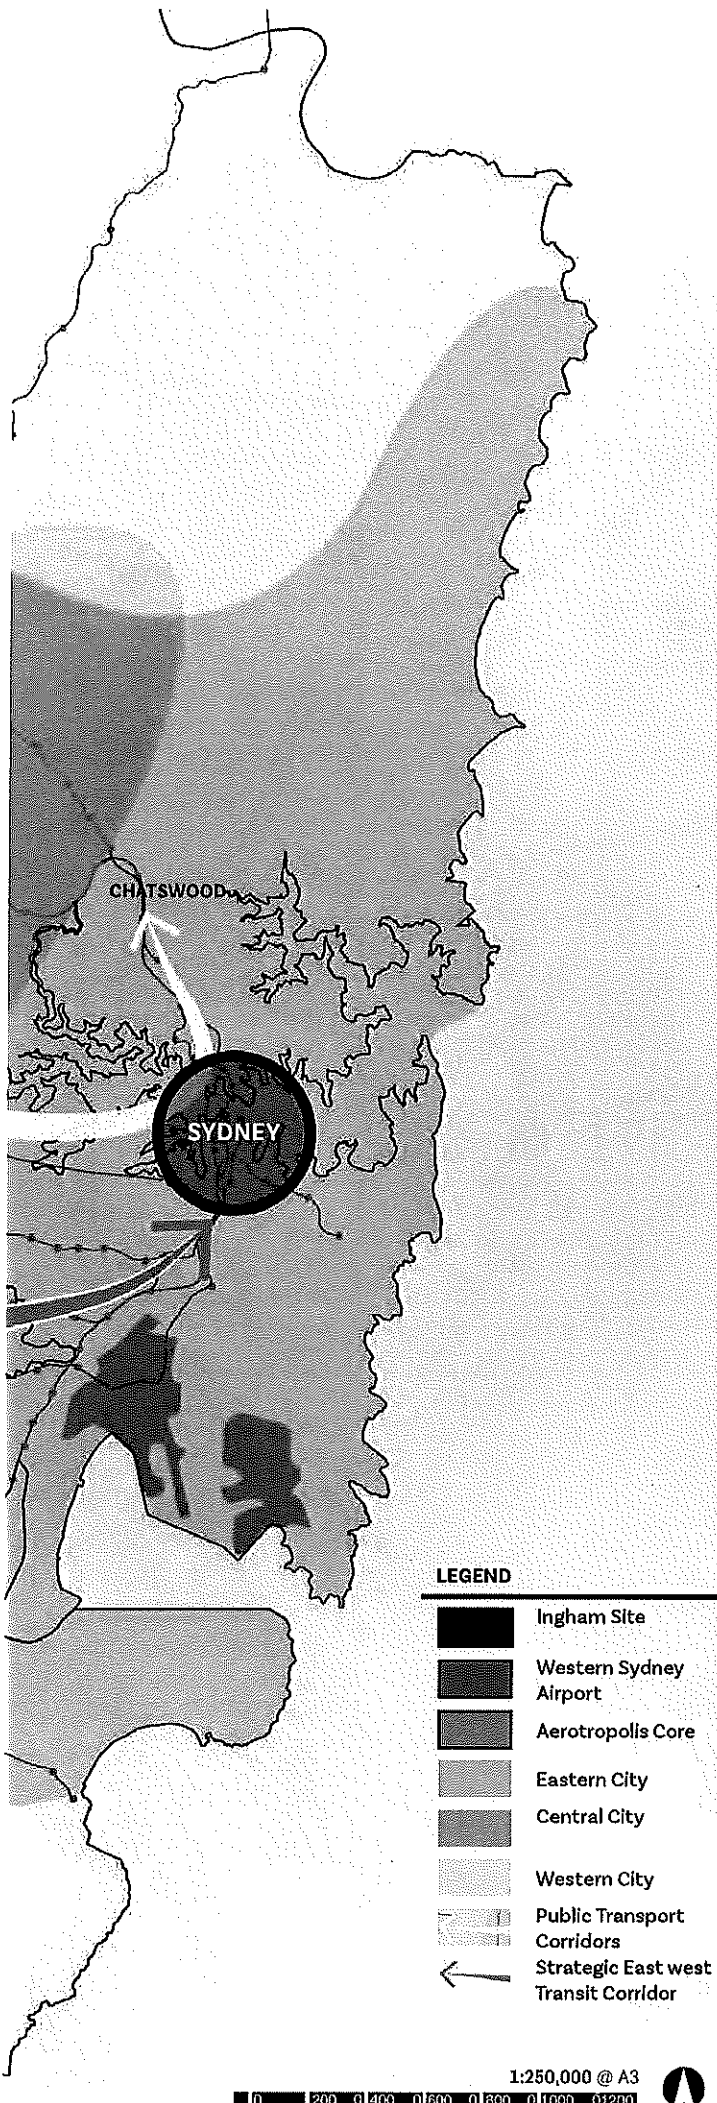 CHATSWOOD
SYDNEY
LEGEND
Ingham Site
Western Sydney
Airport
Aerotropolis Core
Eastern City
Central City
Western City
Public Transport
Corridors
Strategic East west
Transit Corridor
1:250,000 @ A3